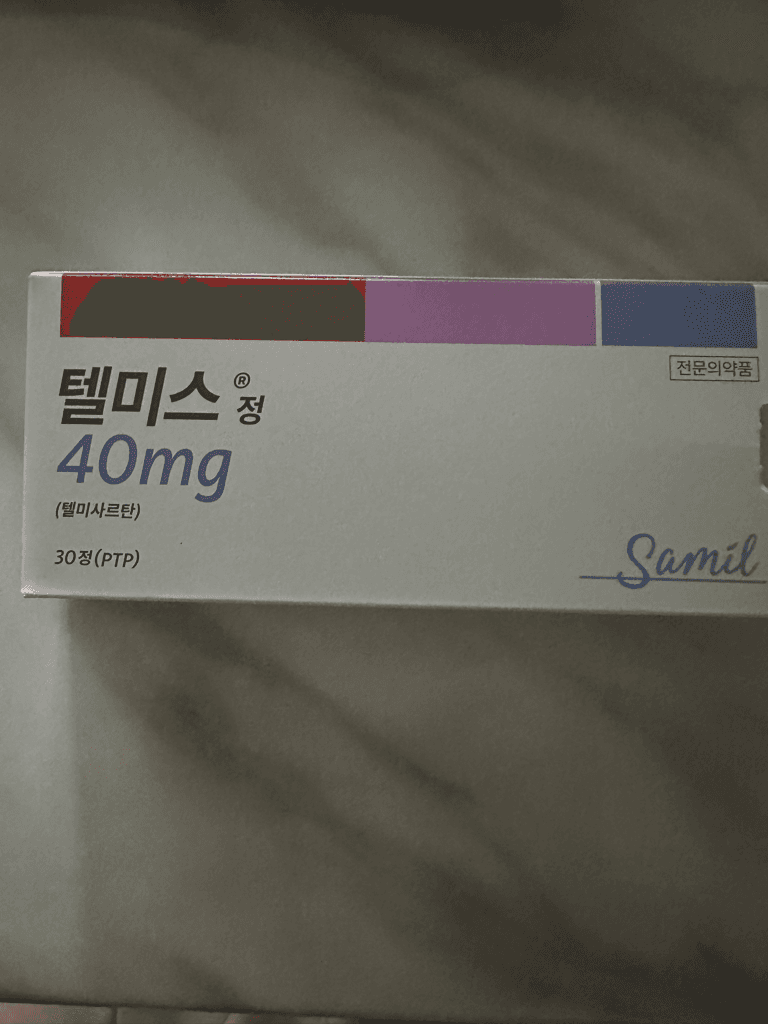 전문의약품
텔미스® 정
40mg
(텔미사르탄)
30정(PTP)
Samil